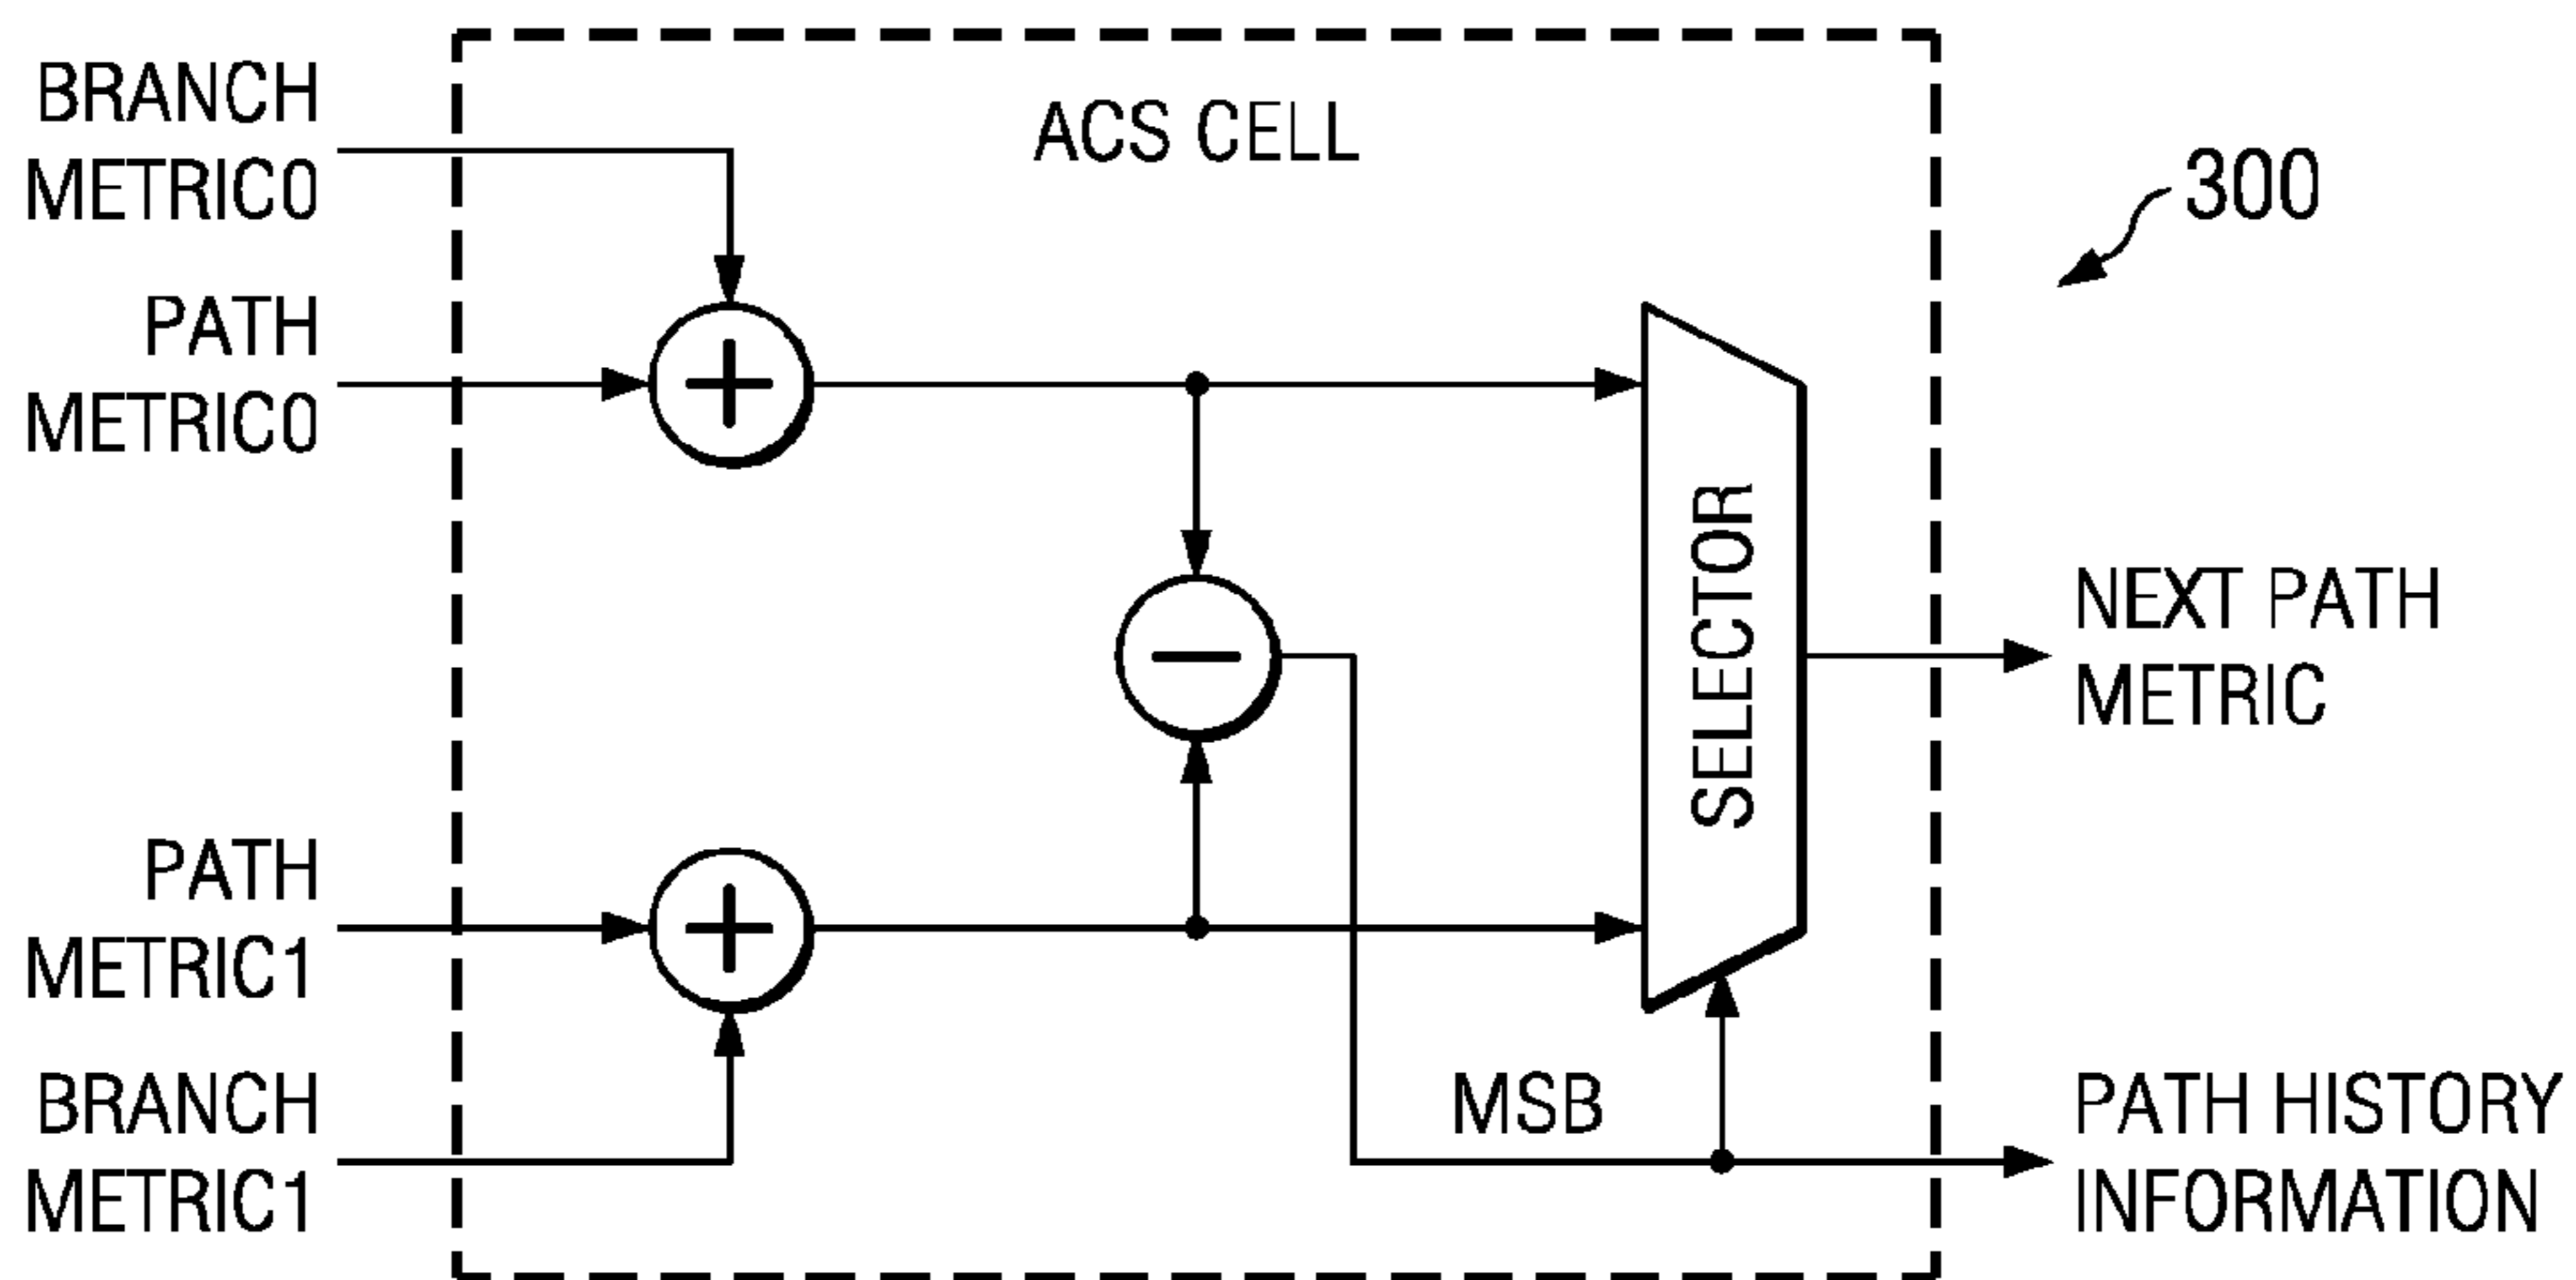 BRANCH
METRIC0
ACS CELL
300
PATH
METRIC0
SELECTOR
NEXT PATH
METRIC
PATH
METRIC1
BRANCH
METRIC1
MSB
PATH HISTORY
INFORMATION